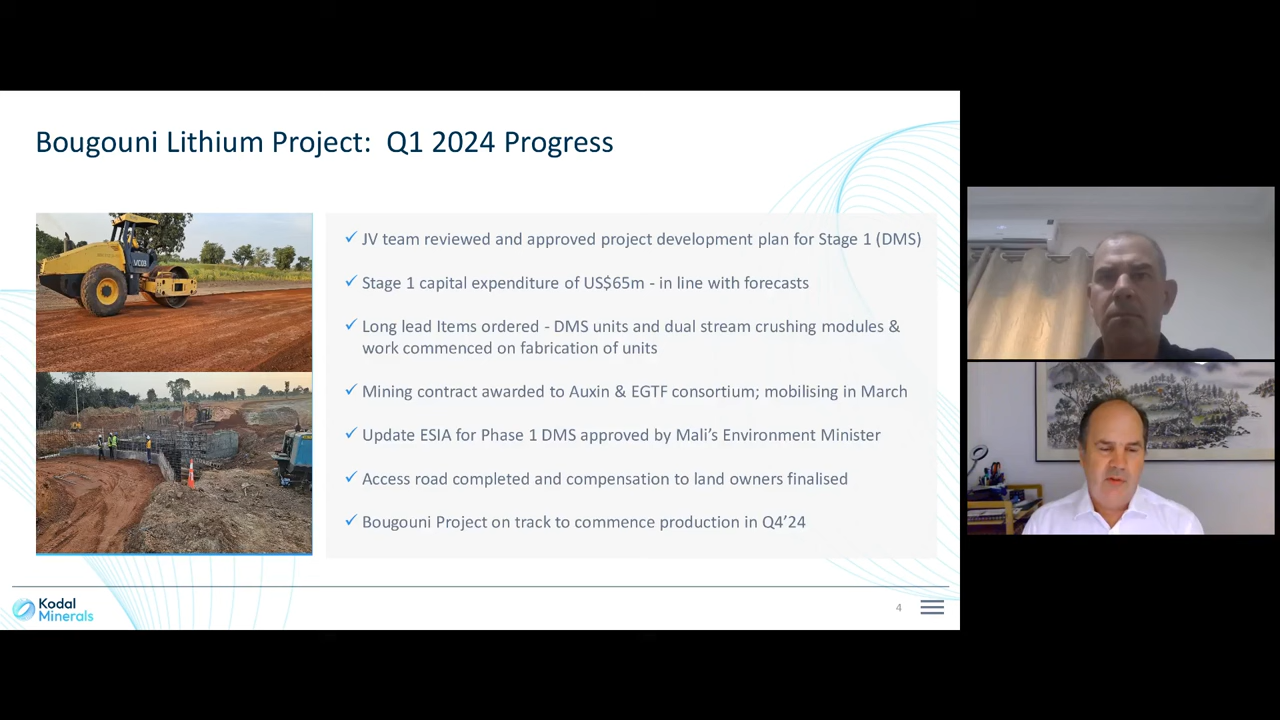 Bougouni Lithium Project: Q1 2024 Progress
✓ JV team reviewed and approved project development plan for Stage 1 (DMS)
✓ Stage 1 capital expenditure of US$65m - in line with forecasts
✓ Long lead Items ordered - DMS units and dual stream crushing modules &
work commenced on fabrication of units
✓ Mining contract awarded to Auxin & EGTF consortium; mobilising in March
✓ Update ESIA for Phase 1 DMS approved by Mali’s Environment Minister
✓ Access road completed and compensation to land owners finalised
✓ Bougouni Project on track to commence production in Q4’24
Kodal
Minerals
4